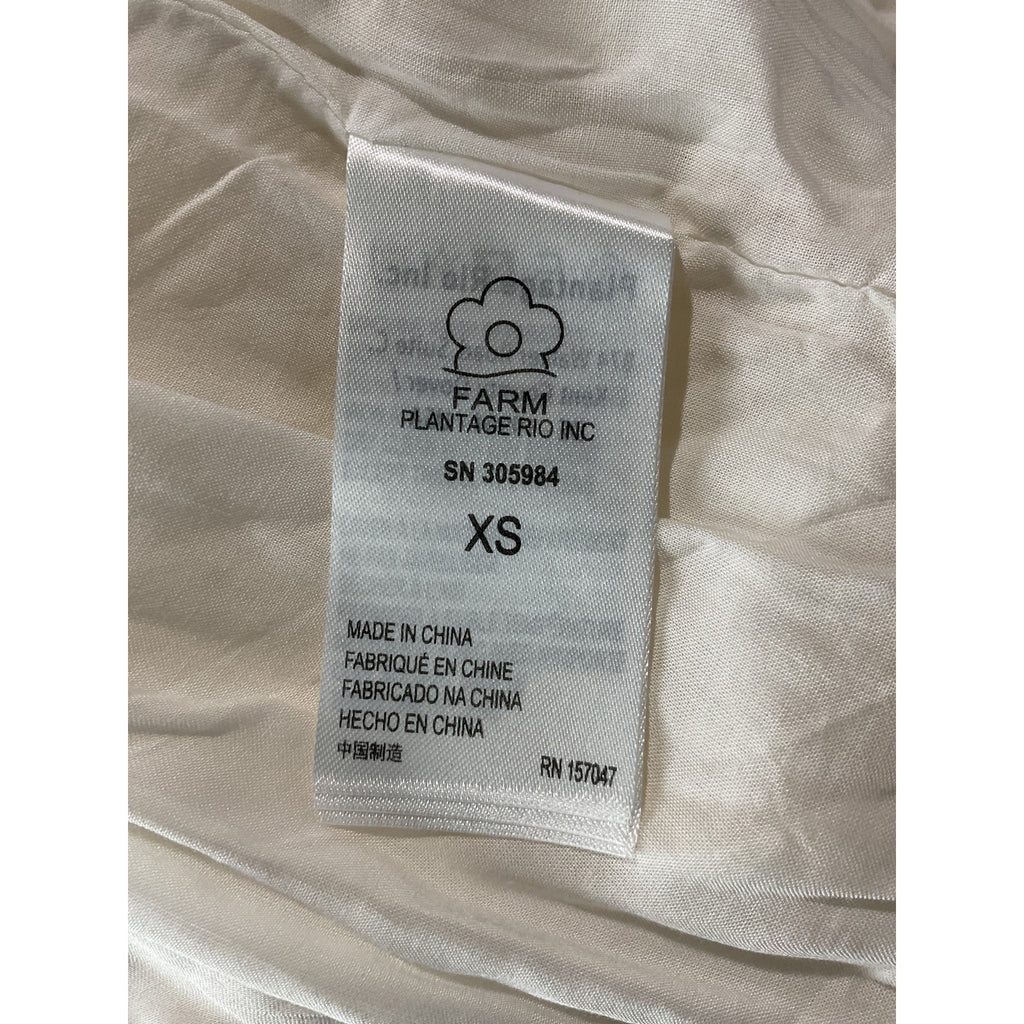 FARM
PLANTAGE RIO INC
SN 305984
XS
MADE IN CHINA
FABRIQUÉ EN CHINE
FABRICADO NA CHINA
HECHO EN CHINA
中国制造
RN 157047